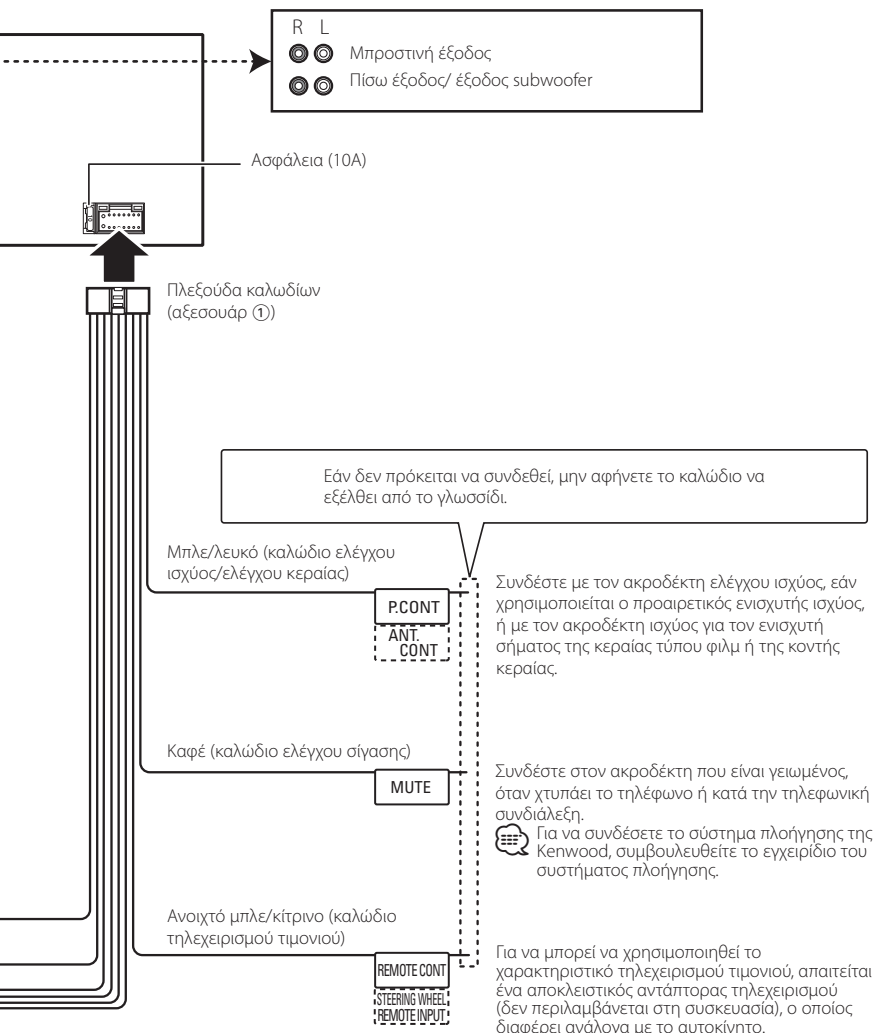 R L
Μπροστινή έξοδος
Πίσω έξοδος/ έξοδος subwoofer
Ασφάλεια (10A)
Πλεξούδα καλωδίων
(αξεσουάρ ①)
Εάν δεν πρόκειται να συνδεθεί, μην αφήνετε το καλώδιο να
εξέλθει από το γλωσσίδι.
Μπλε/λευκό (καλώδιο ελέγχου
ισχύος/ελέγχου κεραίας)
P.CONT
ANT.
CONT
Συνδέστε με τον ακροδέκτη ελέγχου ισχύος, εάν
χρησιμοποιείται ο προαιρετικός ενισχυτής ισχύος,
ή με τον ακροδέκτη ισχύος για τον ενισχυτή
σήματος της κεραίας τύπου φιλμ ή της κοντής
κεραίας.
Καφέ (καλώδιο ελέγχου σίγασης)
MUTE
Συνδέστε στον ακροδέκτη που είναι γειωμένος,
όταν χτυπάει το τηλέφωνο ή κατά την τηλεφωνική
συνδιάλεξη.
Για να συνδέσετε το σύστημα πλοήγησης της
Kenwood, συμβουλευθείτε το εγχειρίδιο του
συστήματος πλοήγησης.
Ανοιχτό μπλε/κίτρινο (καλώδιο
τηλεχειρισμού τιμονιού)
REMOTE CONT
STEERING WHEEL
REMOTE INPUT
Για να μπορεί να χρησιμοποιηθεί το
χαρακτηριστικό τηλεχειρισμού τιμονιού, απαιτείται
ένα αποκλειστικός αντάπτορας τηλεχειρισμού
(δεν περιλαμβάνεται στη συσκευασία), ο οποίος
διαφέρει ανάλογα με το αυτοκίνητο.